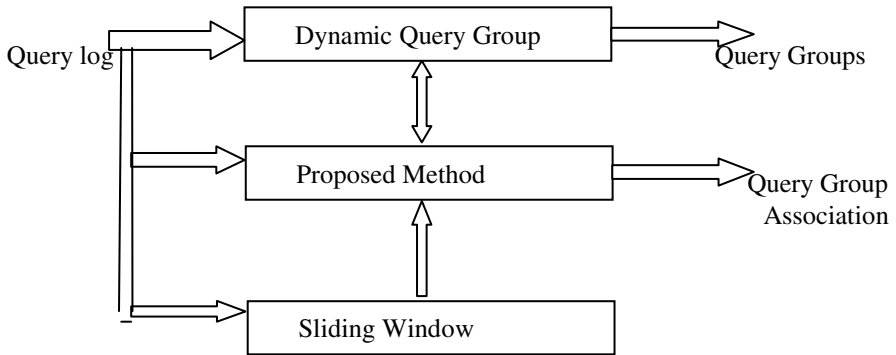 Dynamic Query Group
Query log
Query Groups
Proposed Method
Query Group
Association
Sliding Window